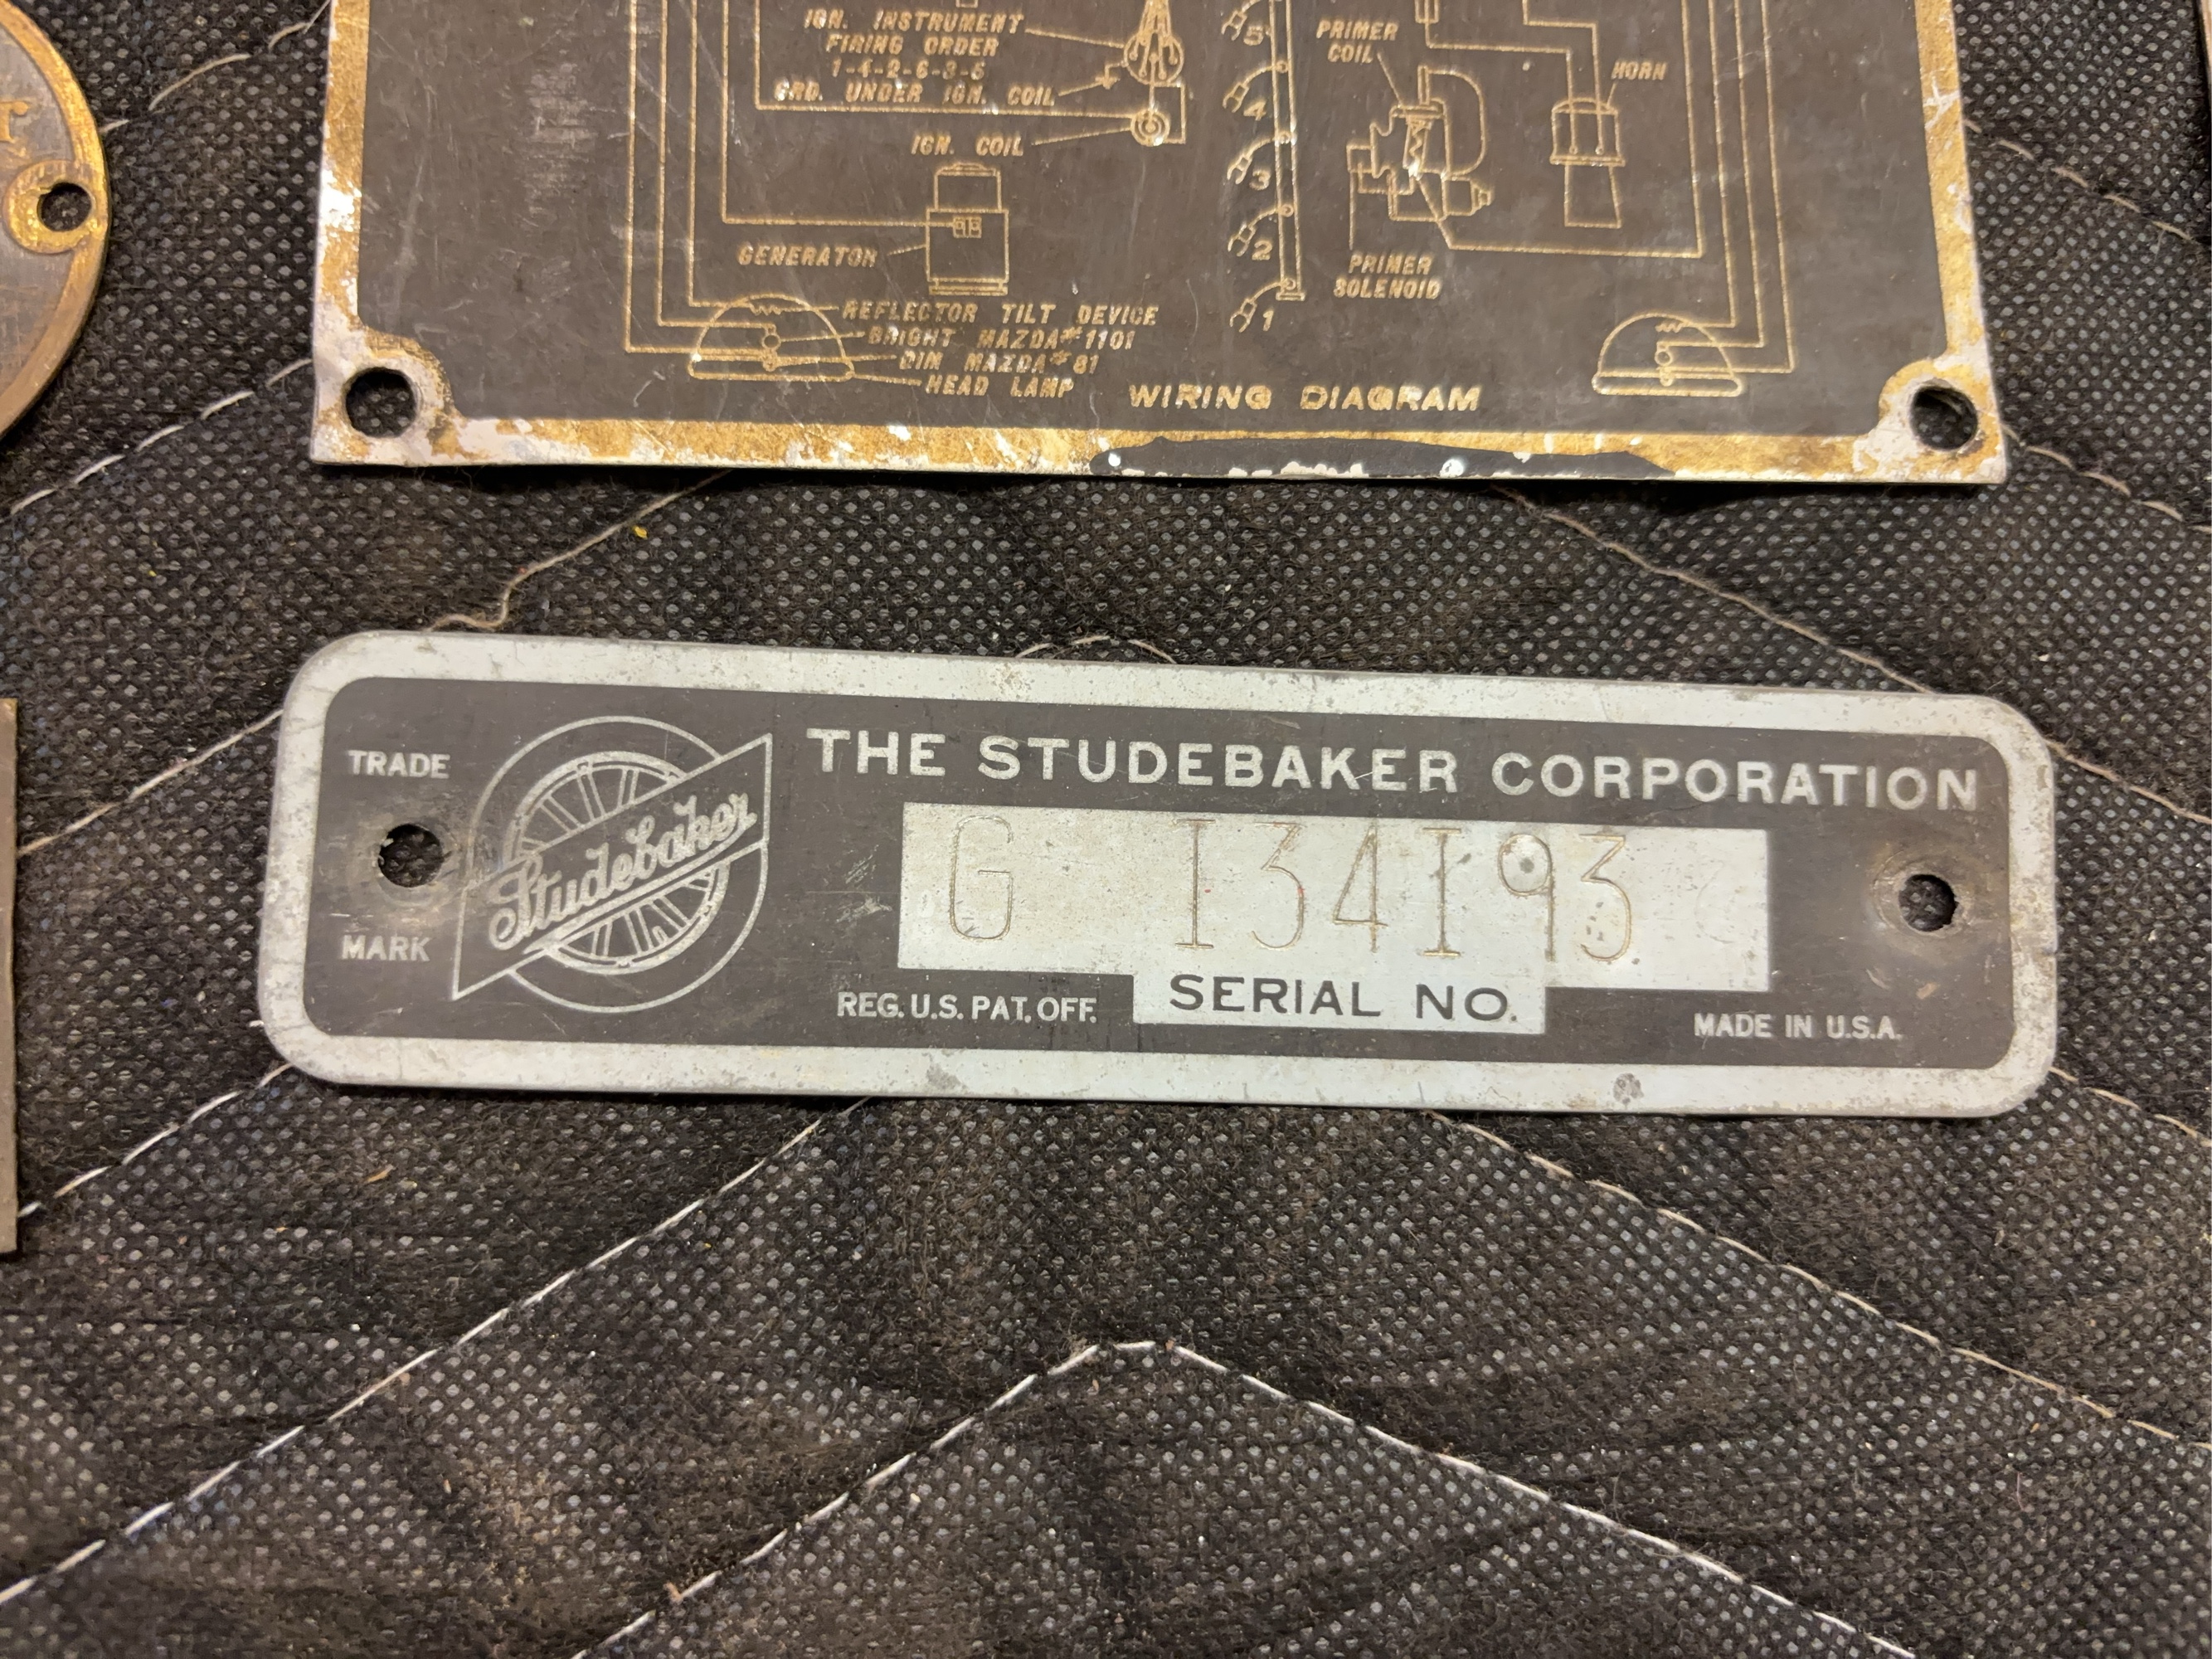 IGN. INSTRUMENT
FIRING ORDER
1-4-2-6-3-5
GRD. UNDER IGN. COIL
IGN. COIL
GENERATOR
REFLECTOR TILT DEVICE
BRIGHT MAZDA #1101
DIM MAZDA #81
HEAD LAMP
5
4
3
2
1
PRIMER
COIL
HORN
PRIMER
SOLENOID
WIRING DIAGRAM
TRADE
MARK
Studebaker
THE STUDEBAKER CORPORATION
G 134193
SERIAL NO.
REG. U.S. PAT. OFF.
MADE IN U.S.A.